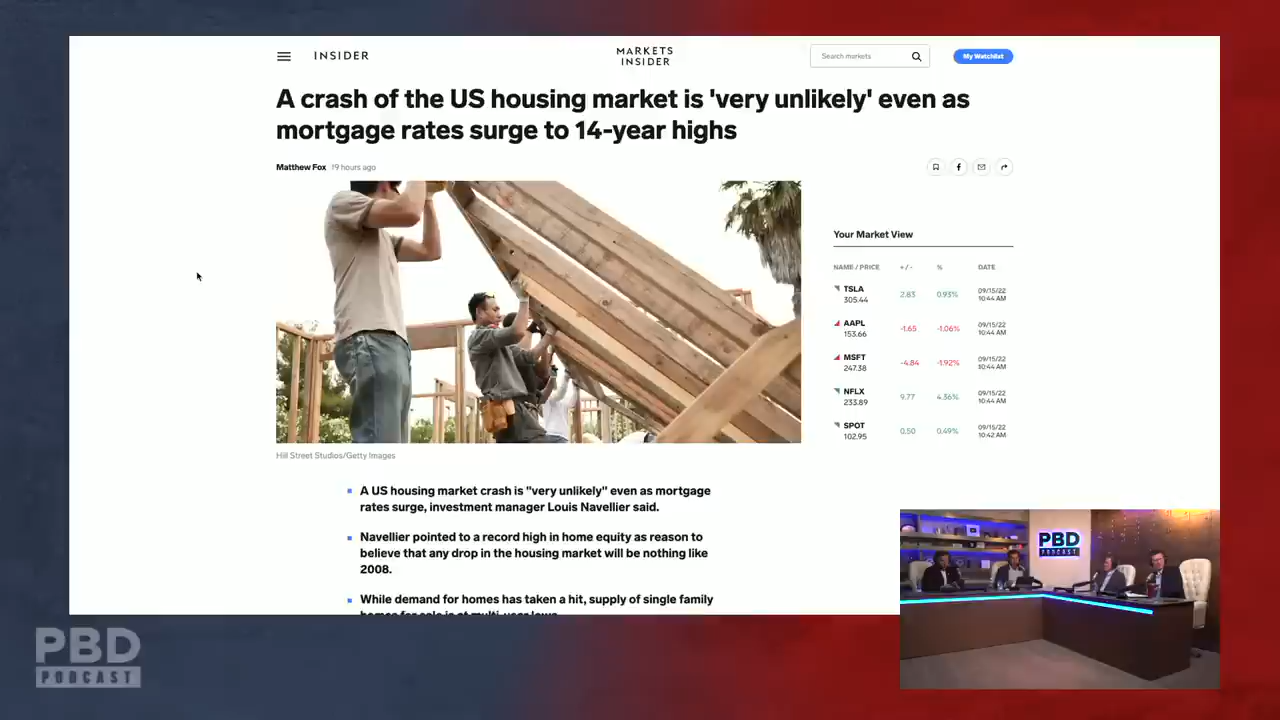 INSIDER
MARKETS
INSIDER
Search markets
My Watchlist
A crash of the US housing market is 'very unlikely' even as
mortgage rates surge to 14-year highs
Matthew Fox 19 hours ago
Your Market View
NAME / PRICE + / - % DATE
TSLA
305.44
2.83 0.93%
09/15/22
10:44 AM
AAPL
153.66
-1.65 -1.06%
09/15/22
10:44 AM
MSFT
247.38
-4.84 -1.92%
09/15/22
10:44 AM
NFLX
233.89
9.77 4.36%
09/15/22
10:44 AM
SPOT
102.95
0.50 0.49%
09/15/22
10:42 AM
Hill Street Studios/Getty Images
A US housing market crash is "very unlikely" even as mortgage
rates surge, investment manager Louis Navellier said.
Navellier pointed to a record high in home equity as reason to
believe that any drop in the housing market will be nothing like
2008.
While demand for homes has taken a hit, supply of single family
homes for sale is at multi-year lows.
PBD
PODCAST
PBD
PODCAST